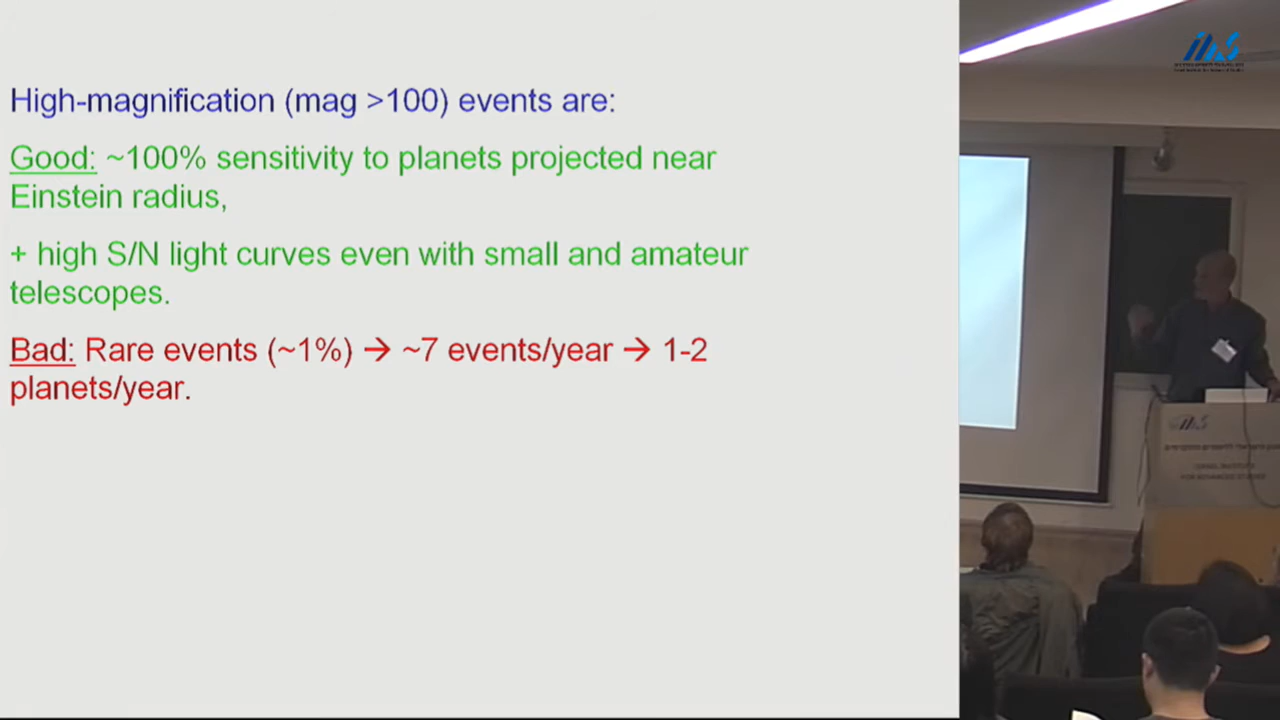 High-magnification (mag >100) events are:
Good: ~100% sensitivity to planets projected near
Einstein radius,
+ high S/N light curves even with small and amateur
telescopes.
Bad: Rare events (~1%) → ~7 events/year → 1-2
planets/year.